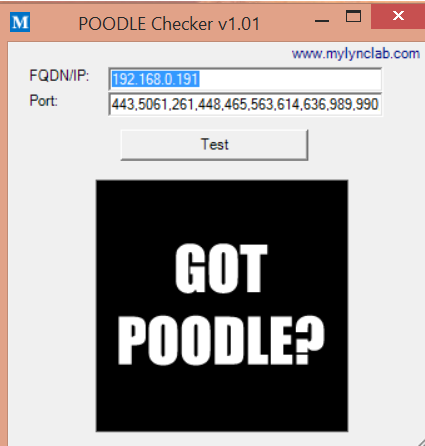 M POODLE Checker v1.01
www.mylynclab.com
FQDN/IP: 192.168.0.191
Port: 443,5061,261,448,465,563,614,636,989,990
Test
GOT
POODLE?